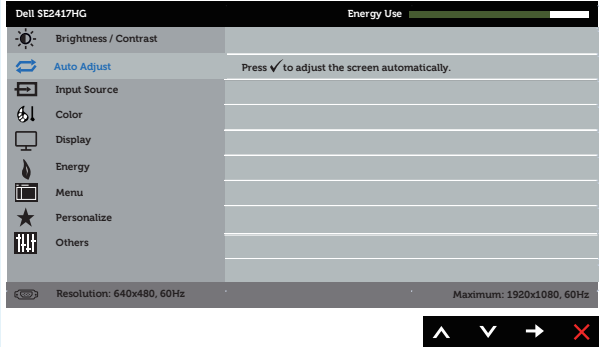 Dell SE2417HG
Energy Use
Brightness / Contrast
Auto Adjust
Press ✓ to adjust the screen automatically.
Input Source
Color
Display
Energy
Menu
Personalize
Others
Resolution: 640x480, 60Hz
Maximum: 1920x1080, 60Hz